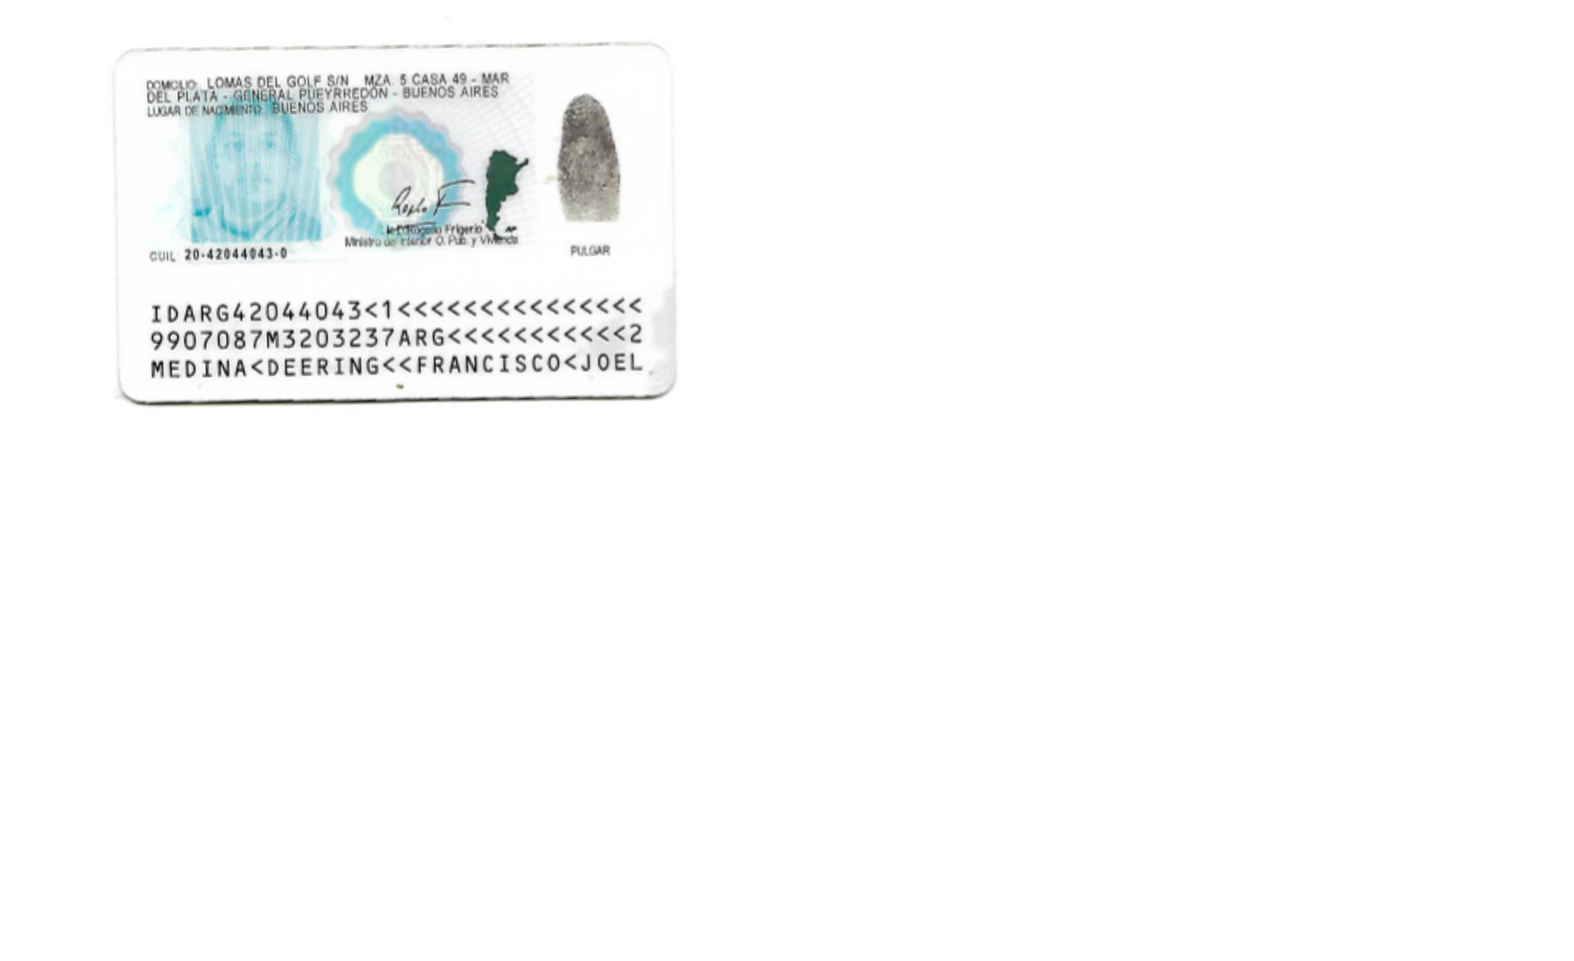 DOMICILIO: LOMAS DEL GOLF S/N MZA. 5 CASA 49 - MAR
DEL PLATA - GENERAL PUEYRREDÓN - BUENOS AIRES
LUGAR DE NACIMIENTO: BUENOS AIRES
Rogelio Frigerio
Ministro de Interior O. Pub. y Vivienda
CUIL: 20-42044043-0
PULGAR
IDARG42044043<1<<<<<<<<<<<<<<<
9907087M3203237ARG<<<<<<<<<<<2
MEDINA<DEERING<<FRANCISCO<JOEL